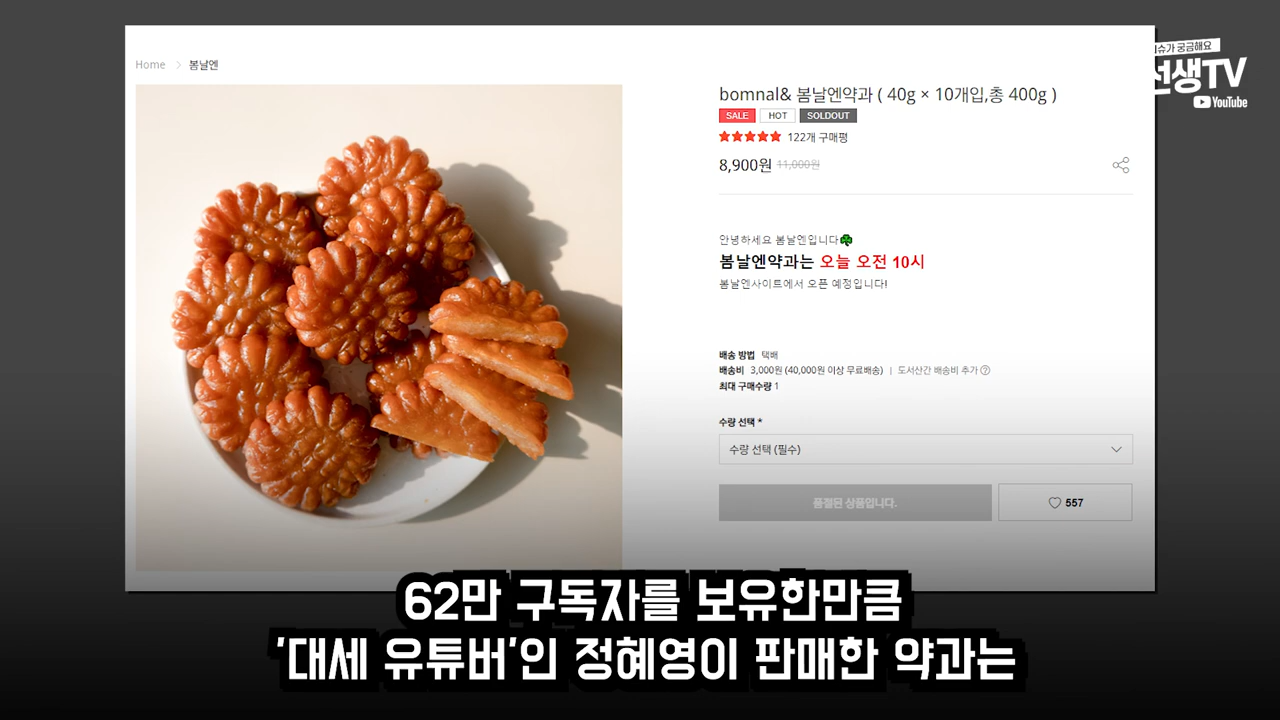 Home > 봄날엔
슈가 궁금해요
선생TV
YouTube
bomnal& 봄날엔약과 ( 40g × 10개입,총 400g )
SALE HOT SOLDOUT
122개 구매평
8,900원 11,000원
안녕하세요 봄날엔입니다🍀
봄날엔약과는 오늘 오전 10시
봄날엔사이트에서 오픈 예정입니다!
배송 방법 택배
배송비 3,000원 (40,000원 이상 무료배송) | 도서산간 배송비 추가 ?
최대 구매수량 1
수량 선택 *
수량 선택 (필수)
품절된 상품입니다. ♡ 557
62만 구독자를 보유한만큼
'대세 유튜버'인 정혜영이 판매한 약과는